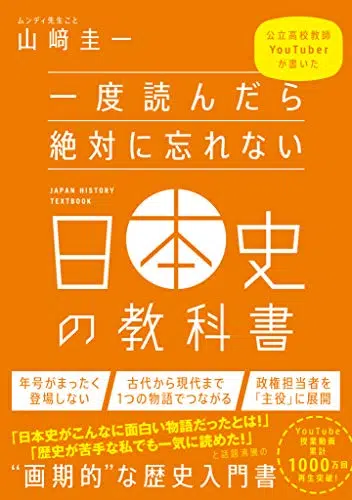 ムンディ先生こと
山﨑圭一
公立高校教師
YouTuber
が書いた
一度読んだら
絶対に忘れない
JAPAN HISTORY
TEXTBOOK
日本史
の教科書
年号がまったく
登場しない
古代から現代まで
1つの物語でつながる
政権担当者を
「主役」に展開
「日本史がこんなに面白い物語だったとは!」
「歴史が苦手な私でも一気に読めた!」
と話題沸騰の
“画期的”な歴史入門書
YouTube
授業動画
累計
1000万回
再生突破!